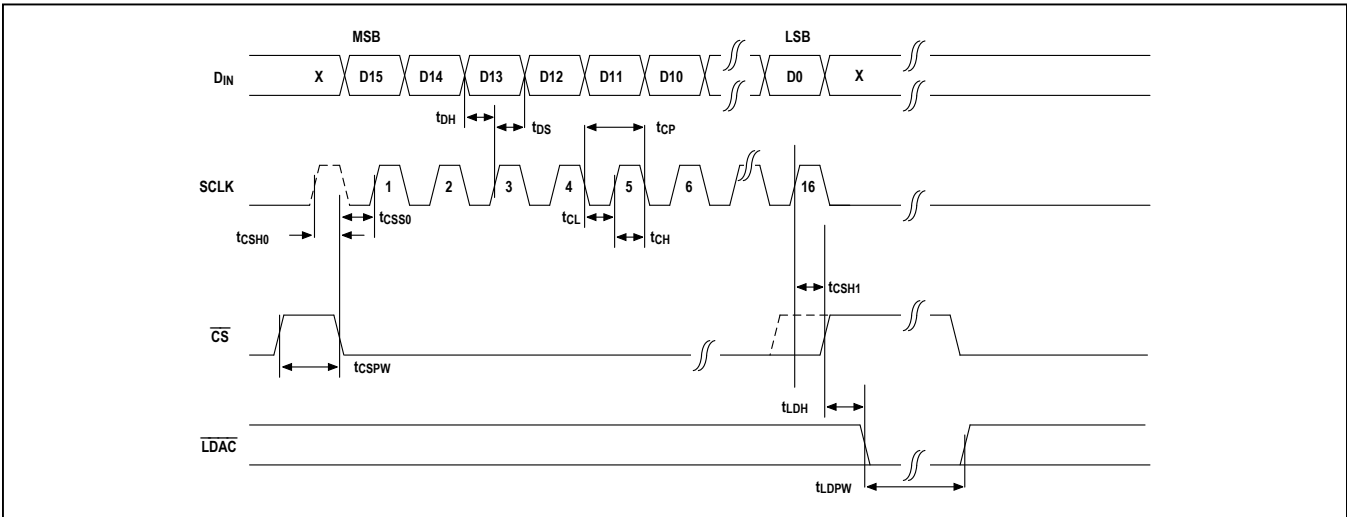 MSB LSB
DIN X D15 D14 D13 D12 D11 D10 D0 X
tDH tDS tCP
SCLK 1 2 3 4 5 6 16
tCSS0 tCL
tCSH0 tCH
tCSH1
CS
tCSPW
tLDH
LDAC
tLDPW